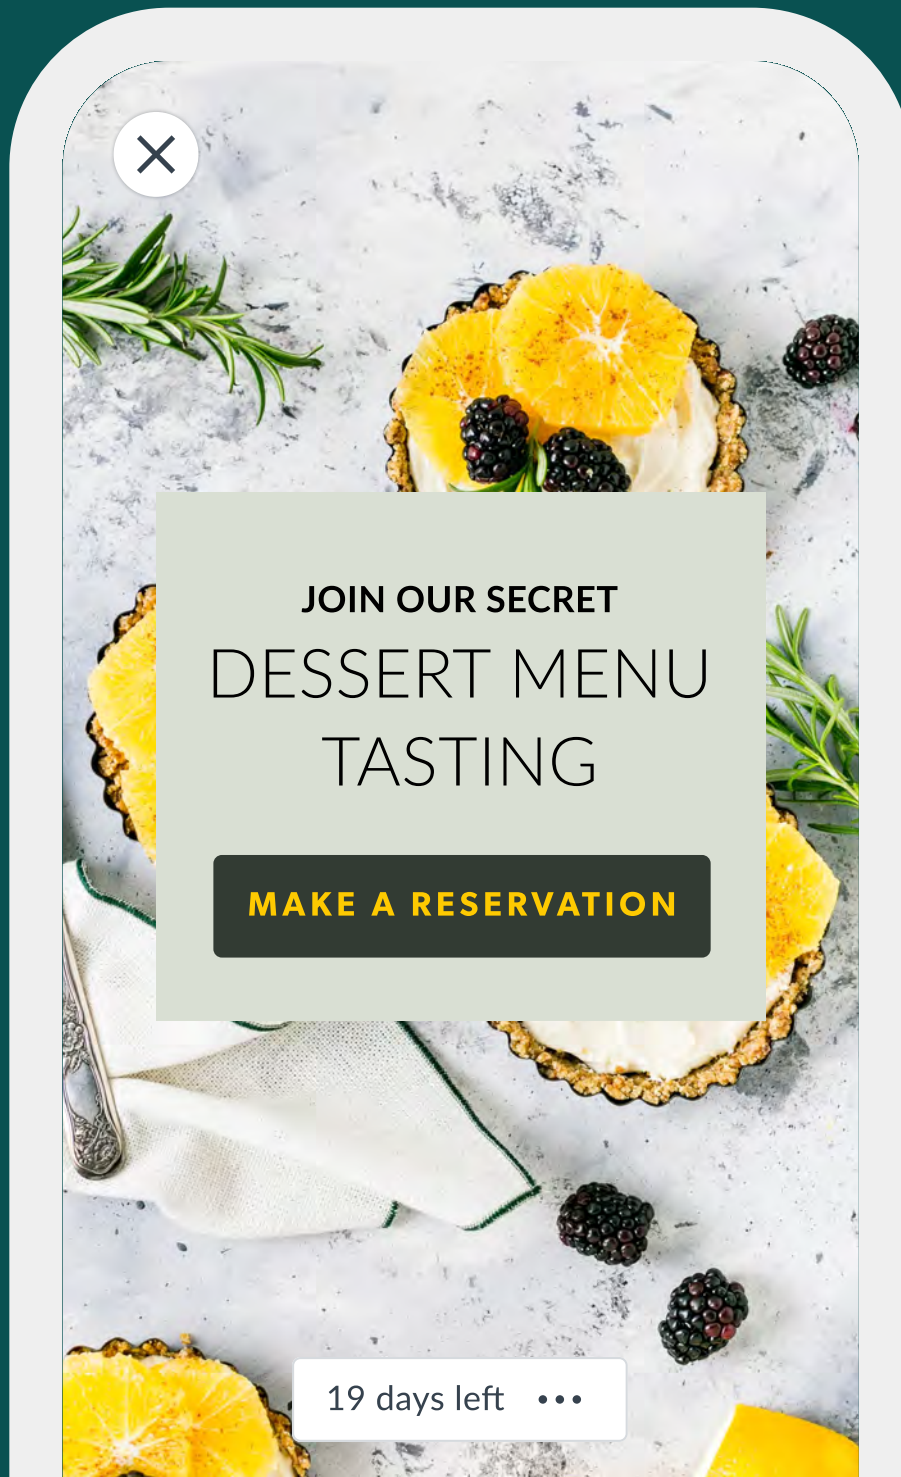 JOIN OUR SECRET
DESSERT MENU
TASTING
MAKE A RESERVATION
19 days left